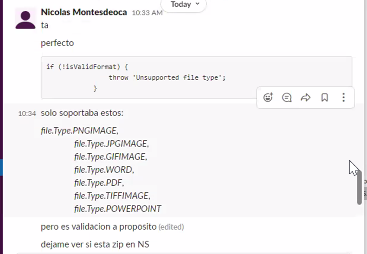 Today
Nicolas Montesdeoca 10:33 AM
ta
perfecto
if (!isValidFormat) {
throw 'Unsupported file type';
}
10:34 solo soportaba estos:
file.Type.PNGIMAGE,
file.Type.JPGIMAGE,
file.Type.GIFIMAGE,
file.Type.WORD,
file.Type.PDF,
file.Type.TIFFIMAGE,
file.Type.POWERPOINT
pero es validacion a proposito (edited)
dejame ver si esta zip en NS